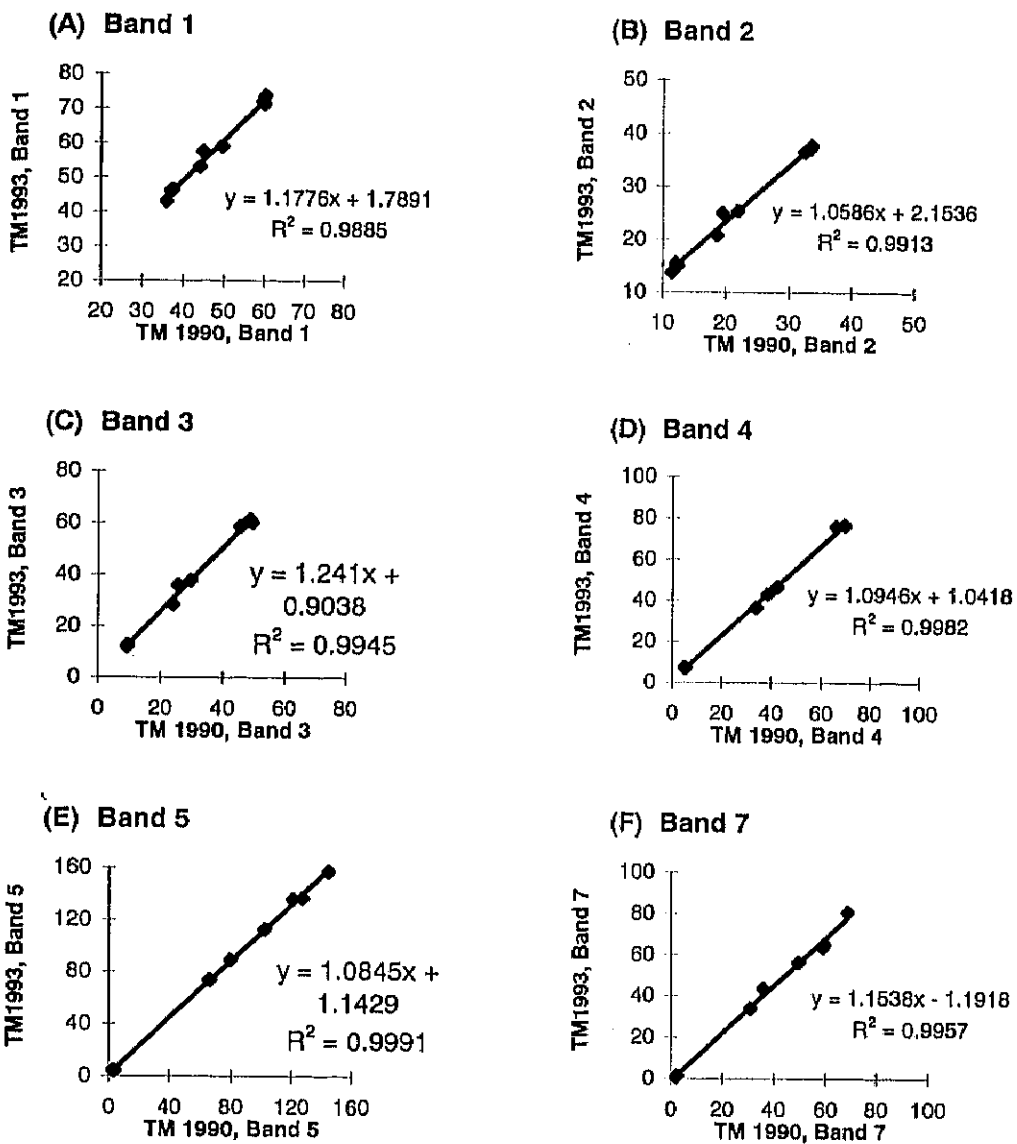 (A) Band 1
TM1993, Band 1
80
70
60
50
40
30
20
y = 1.1776x + 1.7891
R² = 0.9885
20 30 40 50 60 70 80
TM 1990, Band 1
(B) Band 2
TM1993, Band 2
50
40
30
20
10
y = 1.0586x + 2.1536
R² = 0.9913
10 20 30 40 50
TM 1990, Band 2
(C) Band 3
TM1993, Band 3
80
60
40
20
0
y = 1.241x +
0.9038
R² = 0.9945
0 20 40 60 80
TM 1990, Band 3
(D) Band 4
TM1993, Band 4
100
80
60
40
20
0
y = 1.0946x + 1.0418
R² = 0.9982
0 20 40 60 80 100
TM 1990, Band 4
(E) Band 5
TM1993, Band 5
160
120
80
40
0
y = 1.0845x +
1.1429
R² = 0.9991
0 40 80 120 160
TM 1990, Band 5
(F) Band 7
TM1993, Band 7
100
80
60
40
20
0
y = 1.1538x - 1.1918
R² = 0.9957
0 20 40 60 80 100
TM 1990, Band 7